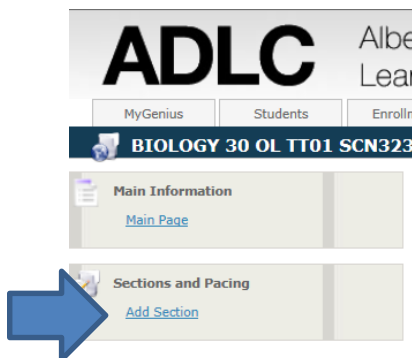 ADLC
Albe
Lear
MyGenius Students Enrollm
BIOLOGY 30 OL TT01 SCN323
Main Information
Main Page
Sections and Pacing
Add Section